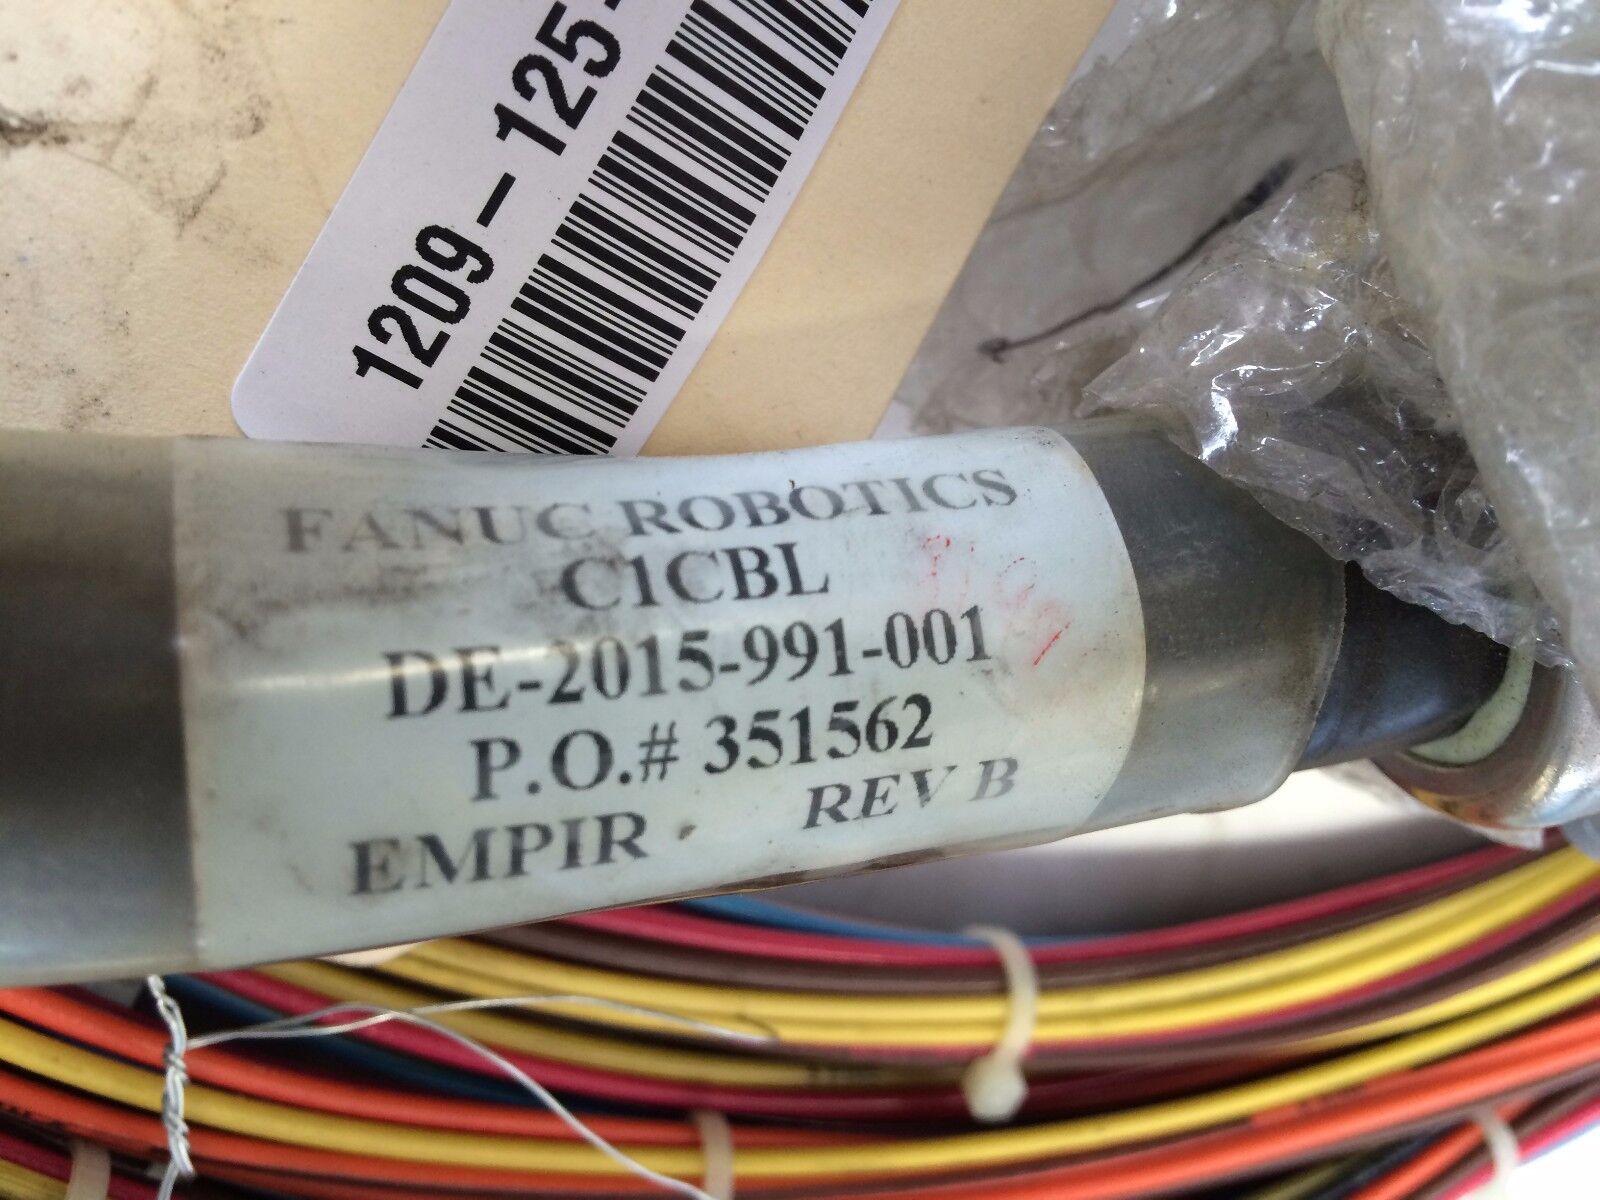 1209-125-
FANUC ROBOTICS
C1CBL
DE-2015-991-001
P.O.# 351562
EMPIR REV B